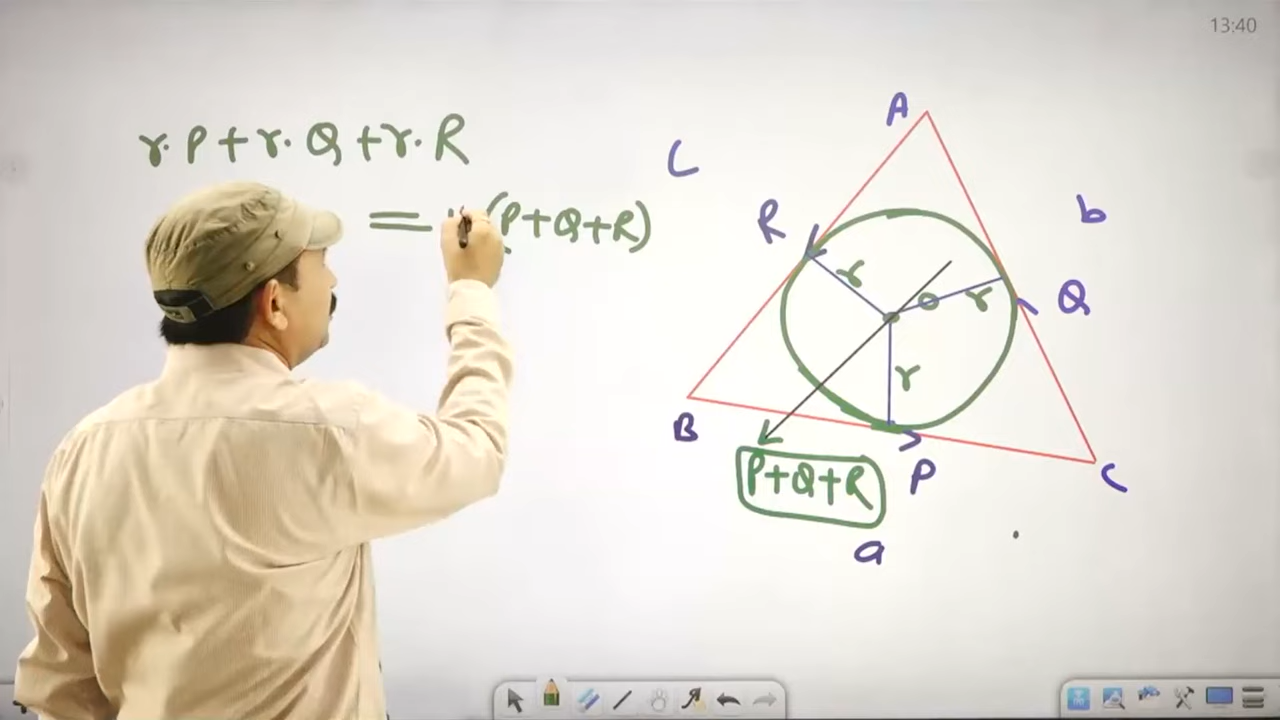 13:40
r. P + r. Q + r. R
= (P+Q+R)
A
C
b
R
r
O
r
Q
r
B
P+Q+R
P
C
a